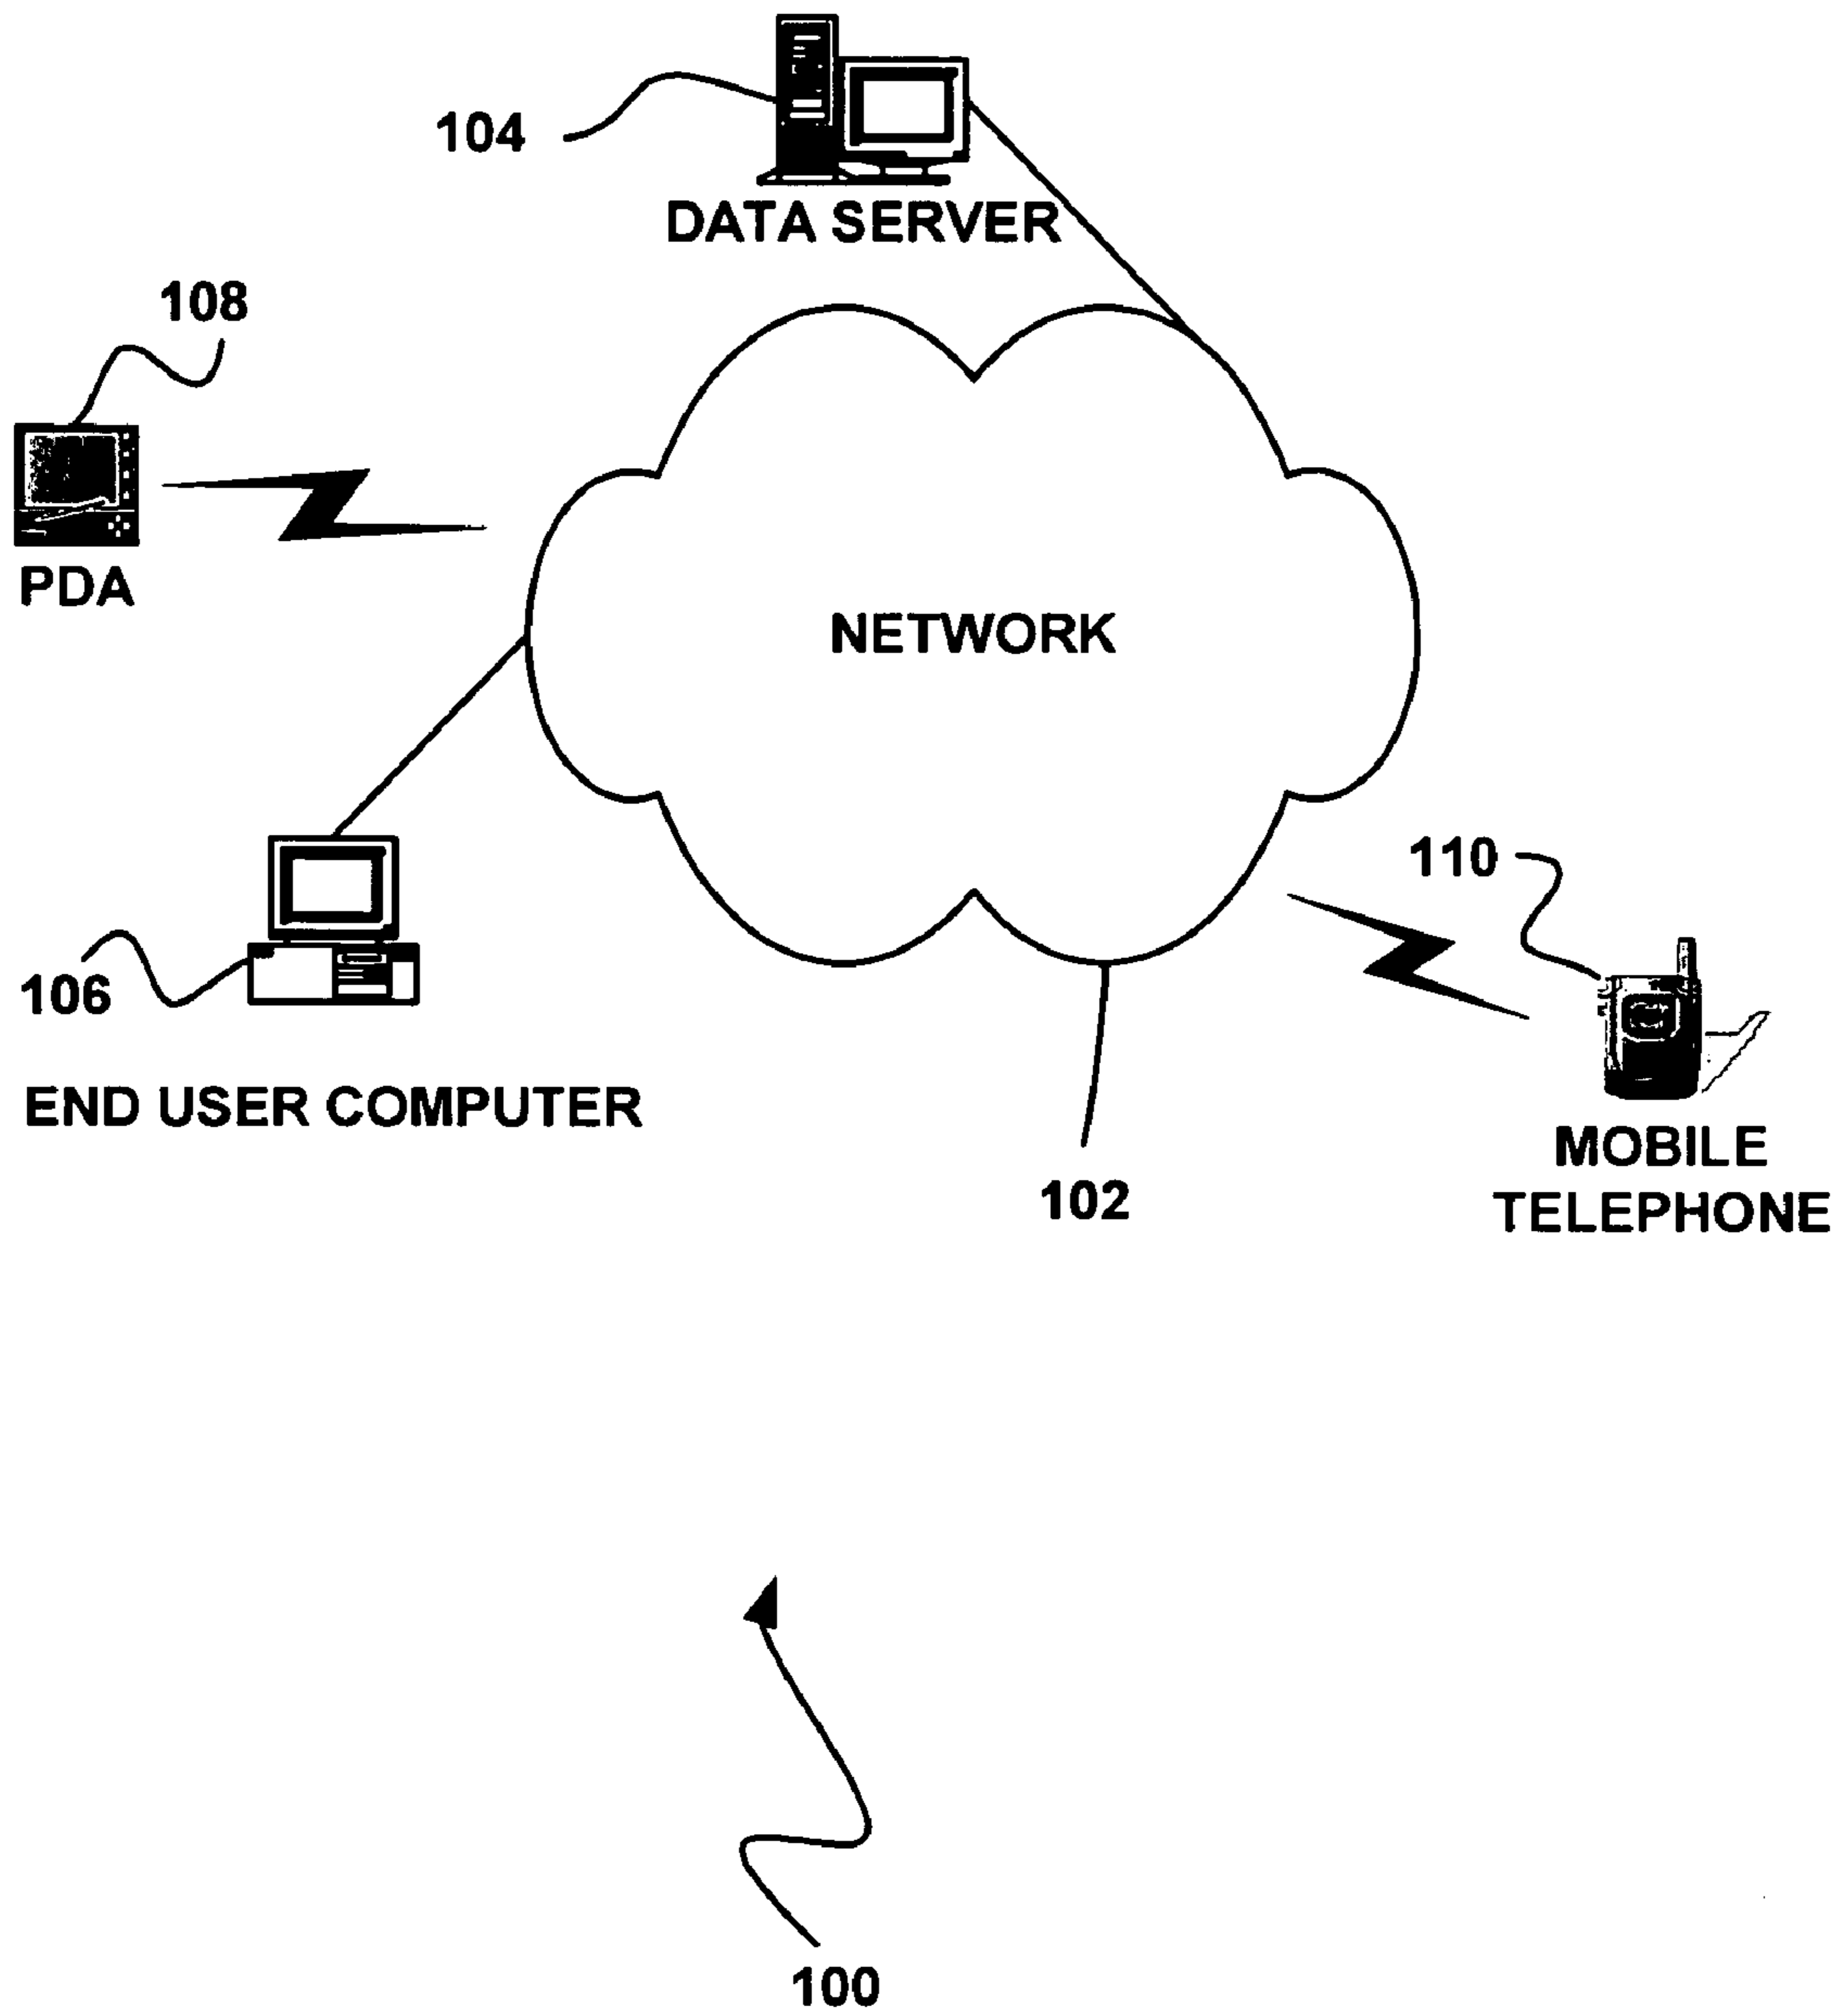 104
DATA SERVER
108
PDA
NETWORK
110
106
END USER COMPUTER
MOBILE
TELEPHONE
102
100